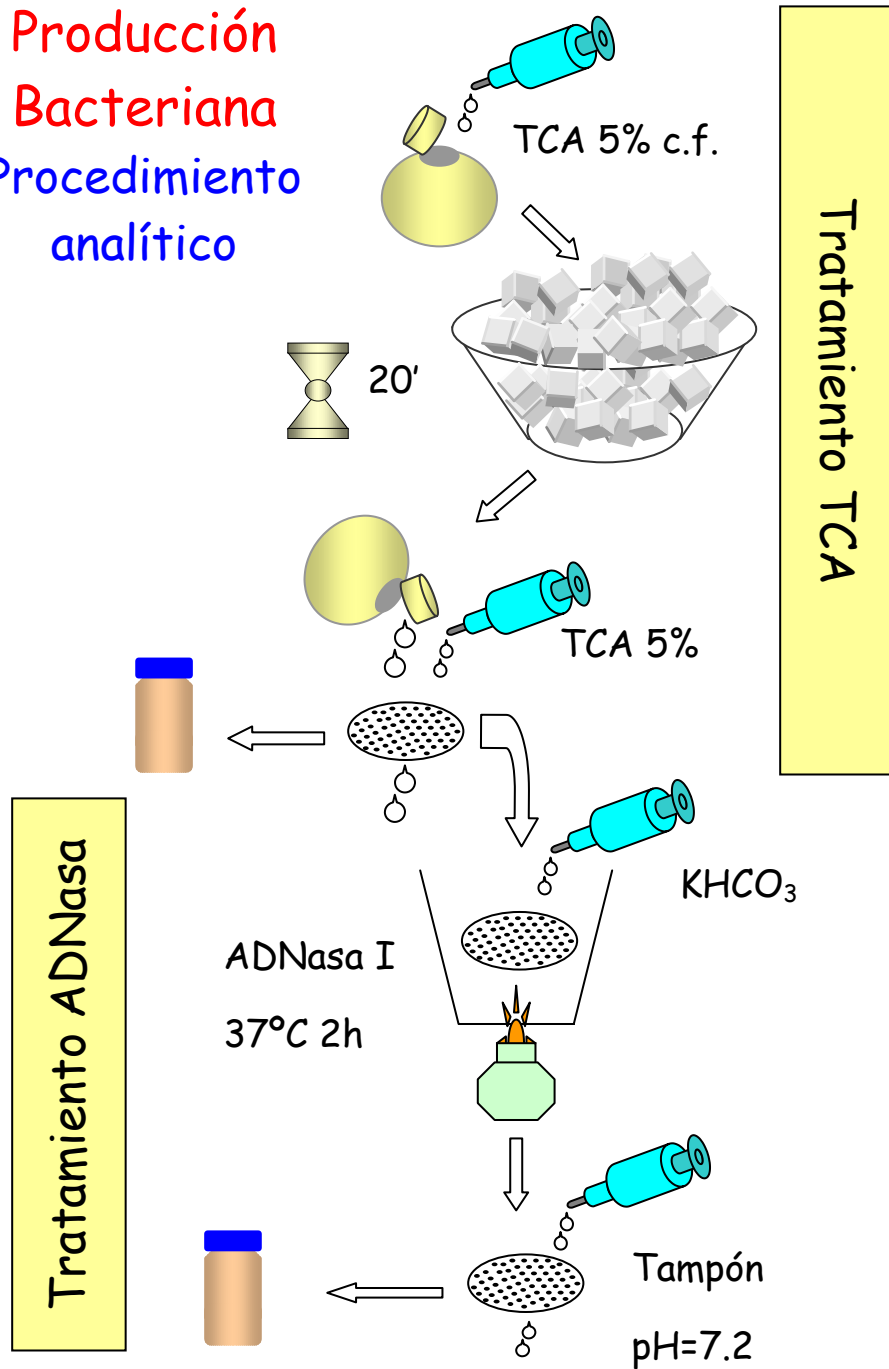 Producción
Bacteriana
Procedimiento
analítico
TCA 5% c.f.
20'
TCA 5%
Tratamiento TCA
KHCO₃
ADNasa I
37ºC 2h
Tratamiento ADNasa
Tampón
pH=7.2